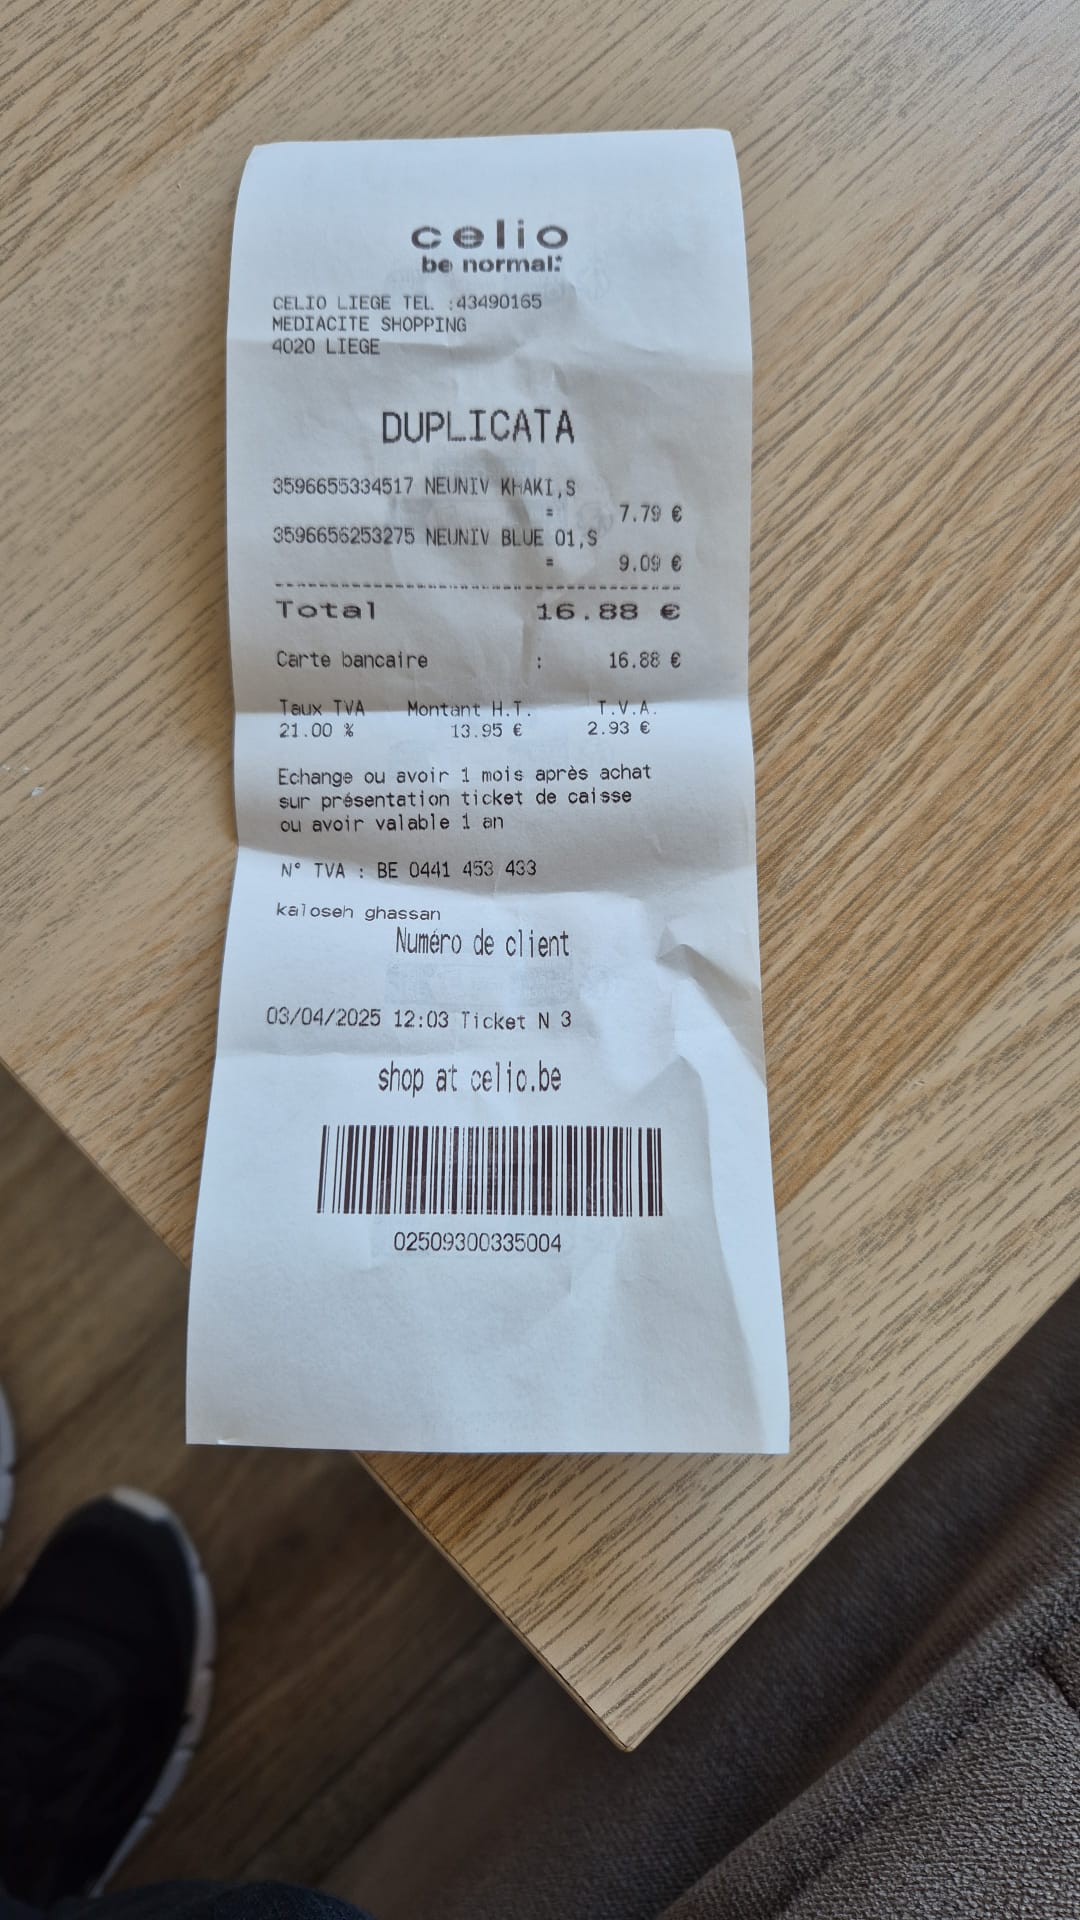 celio
be normal:
CELIO LIEGE TEL :43490165
MEDIACITE SHOPPING
4020 LIEGE
DUPLICATA
3596655334517 NEUNIV KHAKI,S
= 7.79 €
3596656253275 NEUNIV BLUE 01,S
= 9.09 €
Total 16.88 €
Carte bancaire : 16.88 €
Taux TVA Montant H.T. T.V.A.
21.00 % 13.95 € 2.93 €
Echange ou avoir 1 mois après achat
sur présentation ticket de caisse
ou avoir valable 1 an
N° TVA : BE 0441 453 433
kaloseh ghassan
Numéro de client
03/04/2025 12:03 Ticket N 3
shop at celio.be
02509300335004